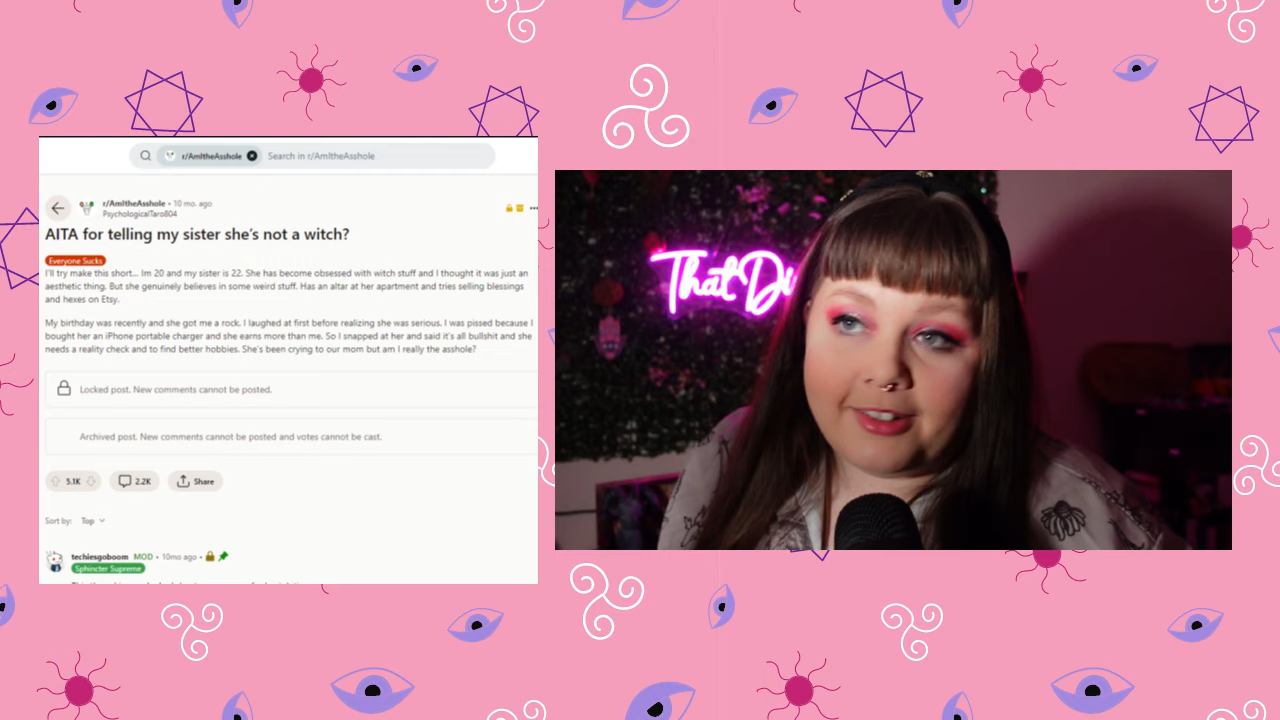 r/AmItheAsshole Search in r/AmItheAsshole
r/AmItheAsshole • 10 mo. ago
PsychologicalTaro804
AITA for telling my sister she's not a witch?
Everyone Sucks
I'll try make this short... Im 20 and my sister is 22. She has become obsessed with witch stuff and I thought it was just an
aesthetic thing. But she genuinely believes in some weird stuff. Has an altar at her apartment and tries selling blessings
and hexes on Etsy.
My birthday was recently and she got me a rock. I laughed at first before realizing she was serious. I was pissed because I
bought her an iPhone portable charger and she earns more than me. So i snapped at her and said it's all bullshit and she
needs a reality check and to find better hobbies. She's been crying to our mom but am I really the asshole?
Locked post. New comments cannot be posted.
Archived post. New comments cannot be posted and votes cannot be cast.
5.1K 2.2K Share
Sort by: Top
techiesgoboom MOD • 10mo ago •
Sphincter Supreme
That Di